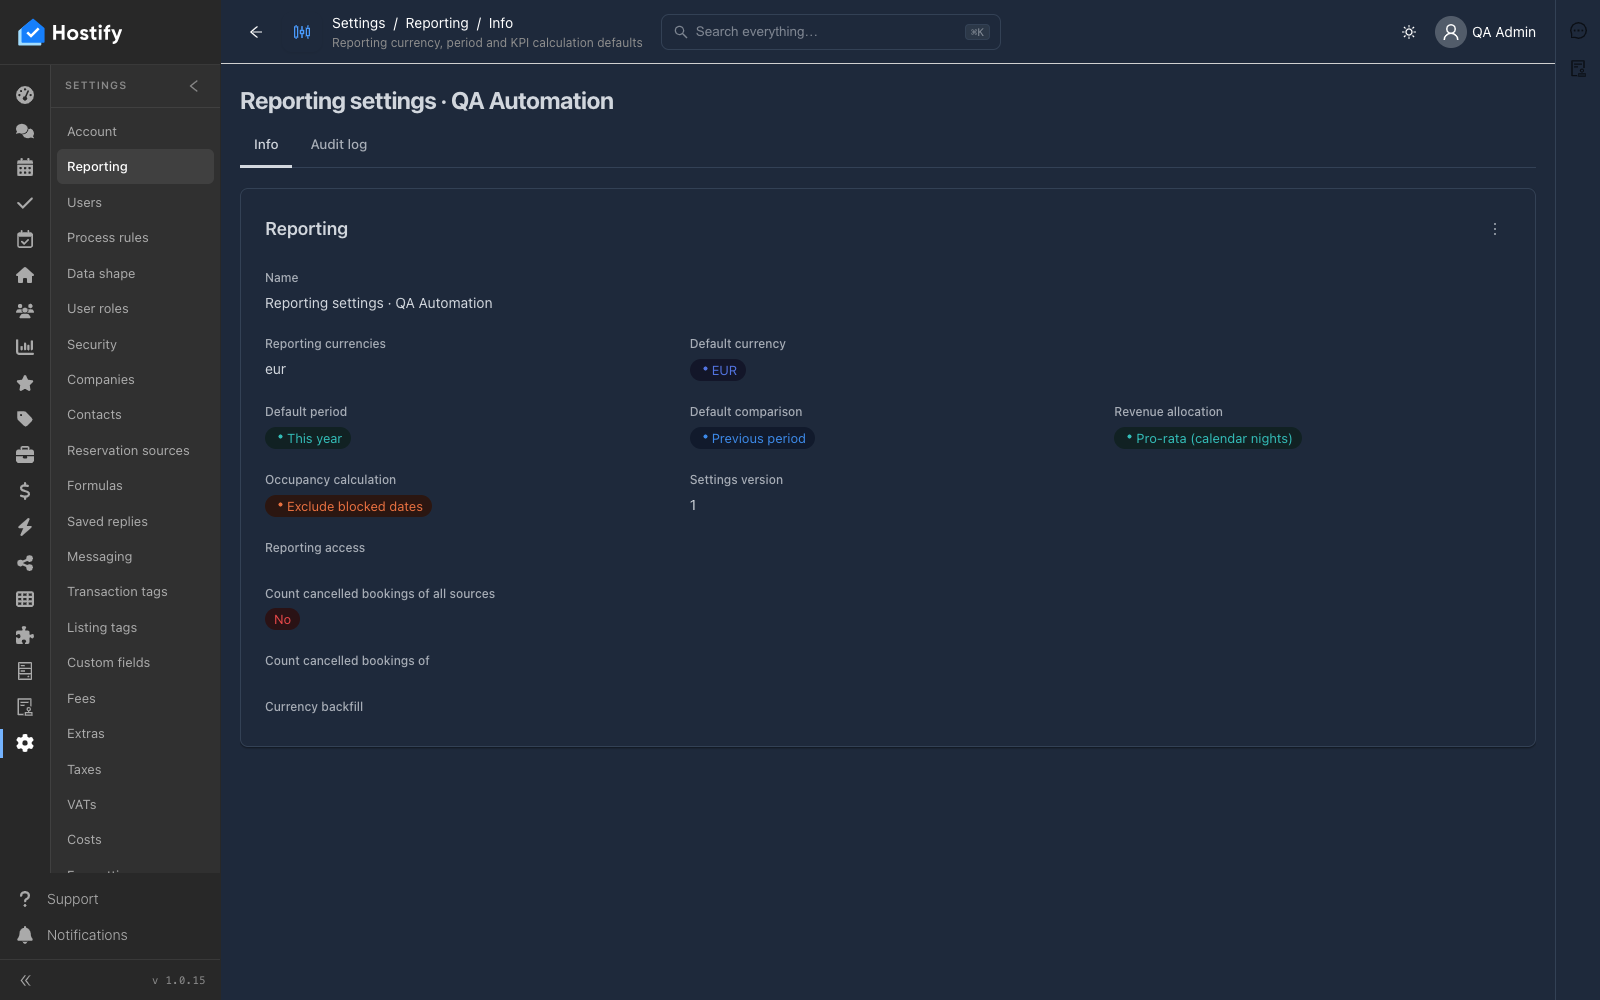 Hostify
Settings / Reporting / Info
Reporting currency, period and KPI calculation defaults
Search everything...
⌘K
QA Admin
SETTINGS
Account
Reporting
Users
Process rules
Data shape
User roles
Security
Companies
Contacts
Reservation sources
Formulas
Saved replies
Messaging
Transaction tags
Listing tags
Custom fields
Fees
Extras
Taxes
VATs
Costs
Support
Notifications
v 1.0.15
Reporting settings · QA Automation
Info
Audit log
Reporting
Name
Reporting settings · QA Automation
Reporting currencies
eur
Default currency
EUR
Default period
This year
Default comparison
Previous period
Revenue allocation
Pro-rata (calendar nights)
Occupancy calculation
Exclude blocked dates
Settings version
1
Reporting access
Count cancelled bookings of all sources
No
Count cancelled bookings of
Currency backfill